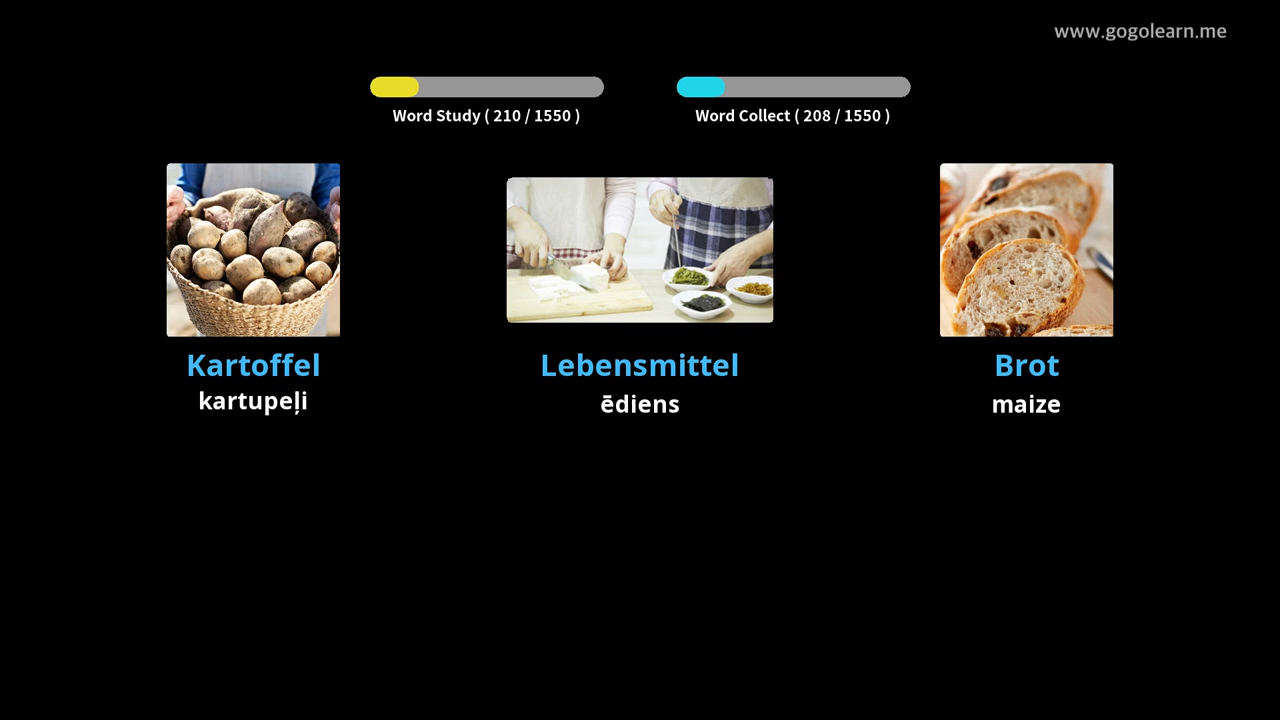 www.gogolearn.me
Word Study ( 210 / 1550 )
Word Collect ( 208 / 1550 )
Kartoffel
kartupeļi
Lebensmittel
ēdiens
Brot
maize